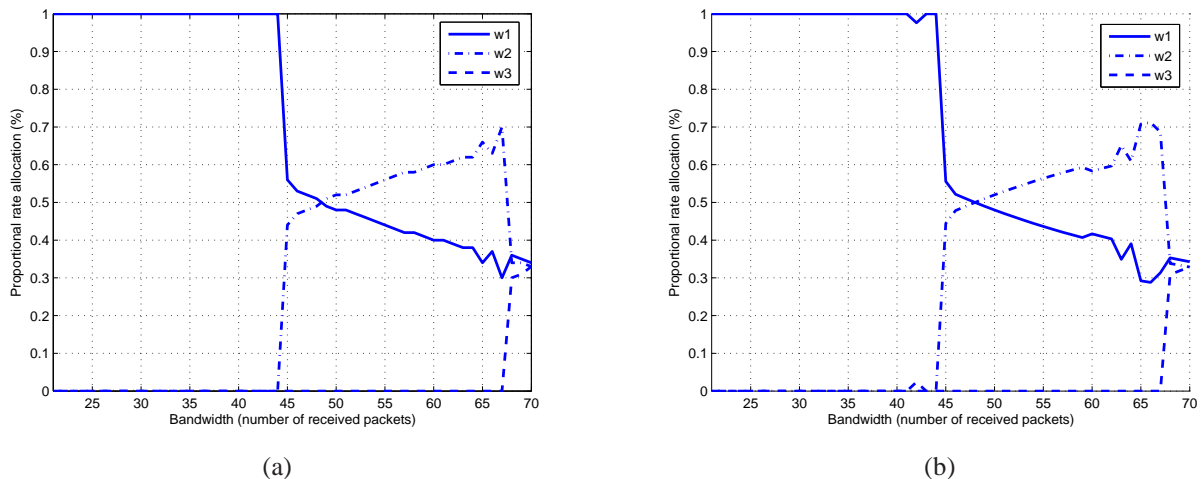 1
0.9
0.8
0.7
0.6
0.5
0.4
0.3
0.2
0.1
0
Proportional rate allocation (%)
w1
w2
w3
25 30 35 40 45 50 55 60 65 70
Bandwidth (number of received packets)
(a)
1
0.9
0.8
0.7
0.6
0.5
0.4
0.3
0.2
0.1
0
Proportional rate allocation (%)
w1
w2
w3
25 30 35 40 45 50 55 60 65 70
Bandwidth (number of received packets)
(b)